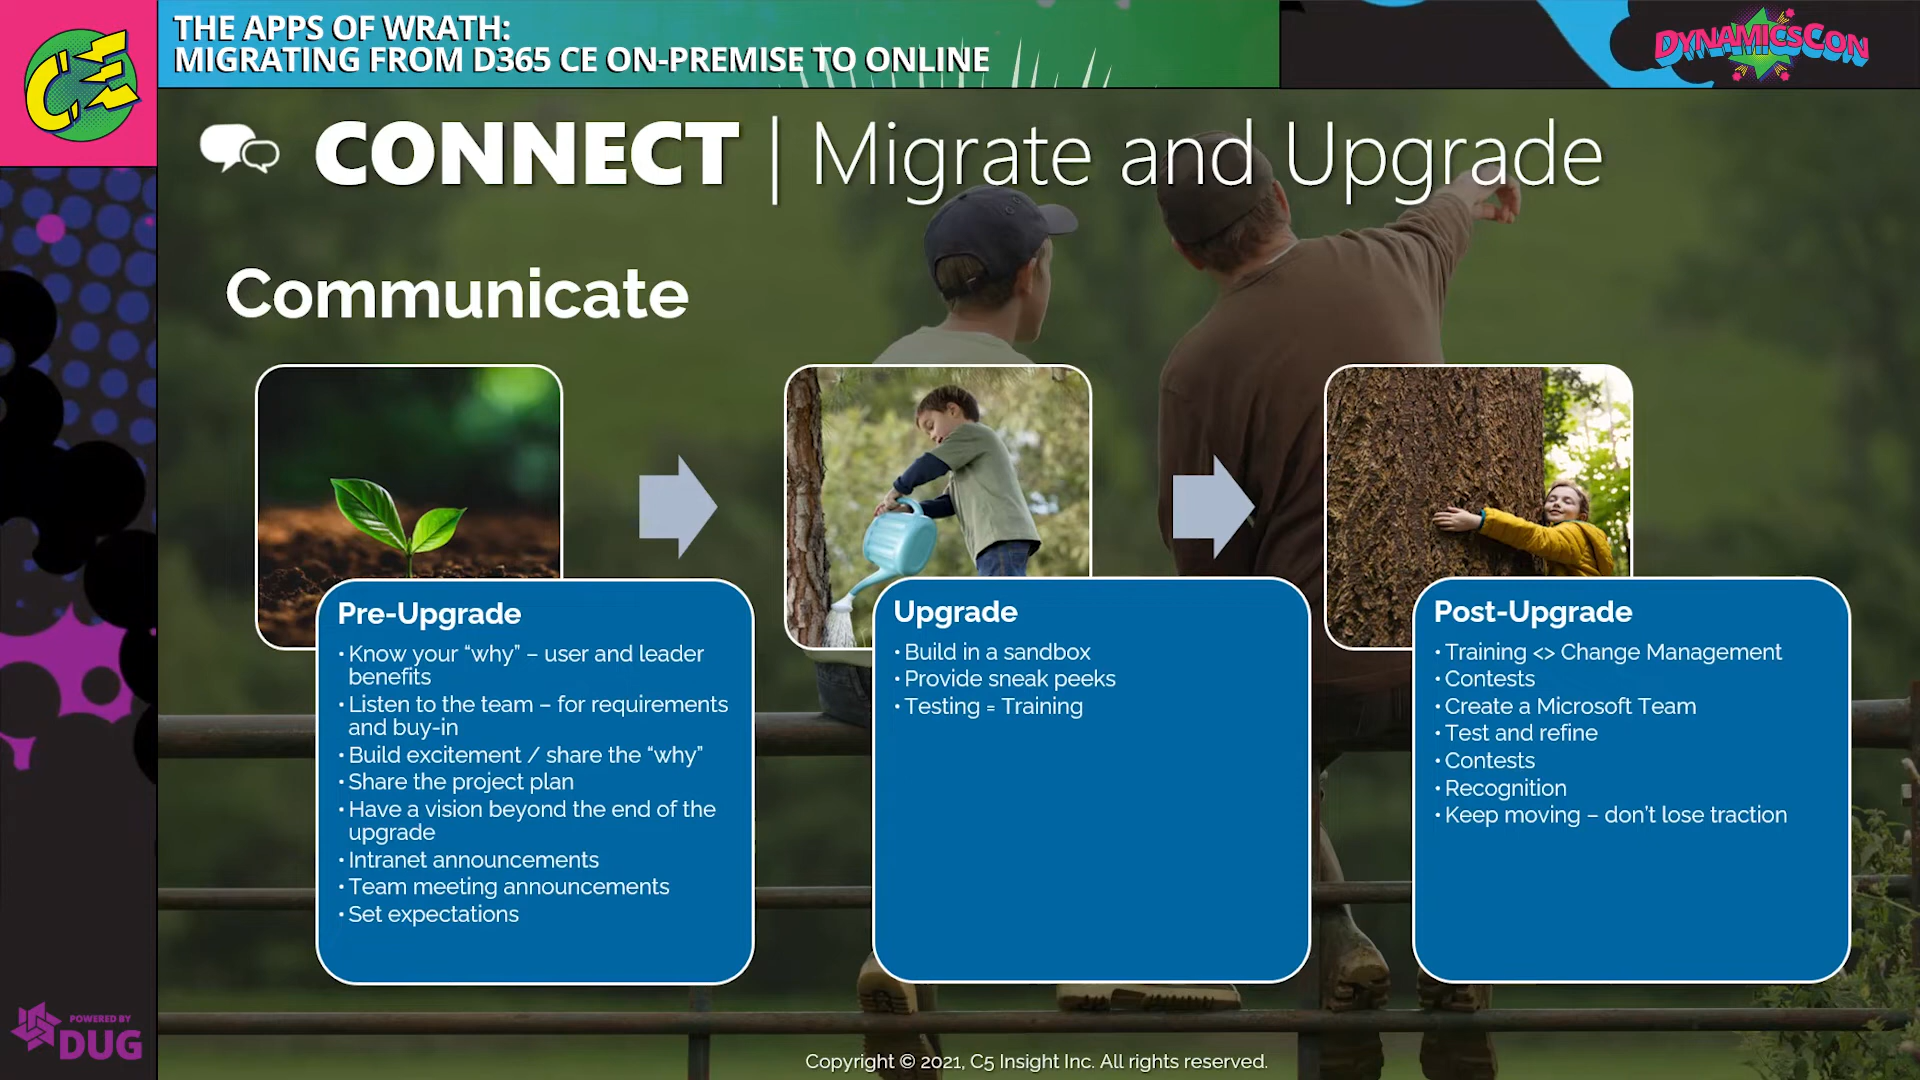 CE
THE APPS OF WRATH:
MIGRATING FROM D365 CE ON-PREMISE TO ONLINE
DYNAMICSCON
CONNECT | Migrate and Upgrade
Communicate
Pre-Upgrade
• Know your “why” – user and leader
benefits
• Listen to the team – for requirements
and buy-in
• Build excitement / share the “why”
• Share the project plan
• Have a vision beyond the end of the
upgrade
• Intranet announcements
• Team meeting announcements
• Set expectations
Upgrade
• Build in a sandbox
• Provide sneak peeks
• Testing = Training
Post-Upgrade
• Training <> Change Management
• Contests
• Create a Microsoft Team
• Test and refine
• Contests
• Recognition
• Keep moving – don’t lose traction
POWERED BY
DUG
Copyright © 2021, C5 Insight Inc. All rights reserved.